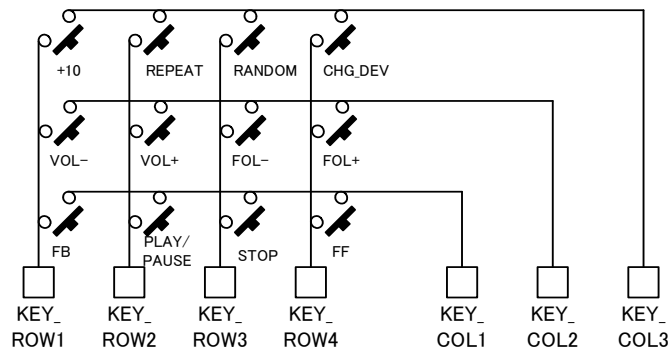 +10 REPEAT RANDOM CHG_DEV
VOL− VOL+ FOL− FOL+
FB PLAY/ STOP FF
PAUSE
KEY_ KEY_ KEY_ KEY_ KEY_ KEY_ KEY_
ROW1 ROW2 ROW3 ROW4 COL1 COL2 COL3